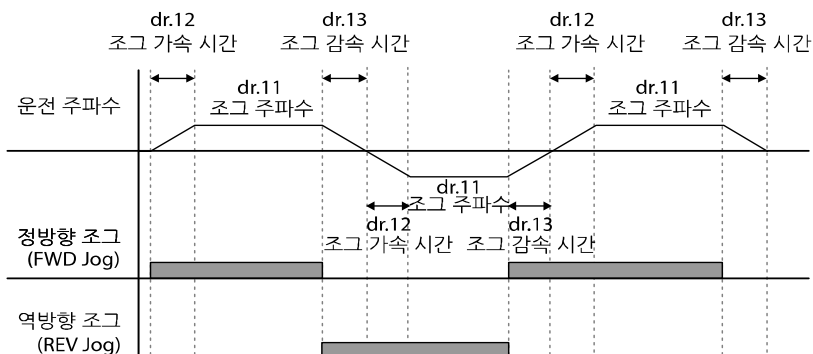 dr.12
조그 가속 시간
dr.13
조그 감속 시간
dr.12
조그 가속 시간
dr.13
조그 감속 시간
운전 주파수
dr.11
조그 주파수
dr.11
조그 주파수
dr.11
조그 주파수
dr.12
조그 가속 시간
dr.13
조그 감속 시간
정방향 조그
(FWD Jog)
역방향 조그
(REV Jog)